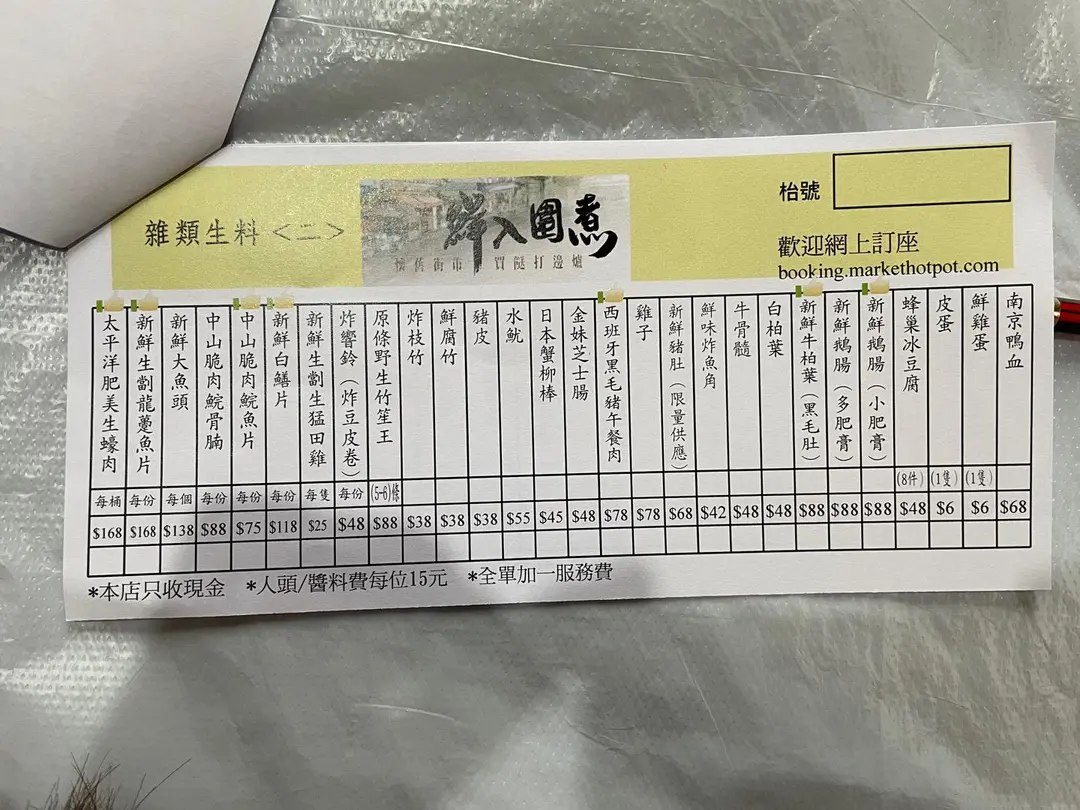 雜類生料<二>
鮮入圍煮
懷舊街市 買餸打邊爐
枱號
歡迎網上訂座
booking.markethotpot.com
太平洋肥美生蠔肉
新鮮生劏龍躉魚片
新鮮大魚頭
中山脆肉鯇骨腩
中山脆肉鯇魚片
新鮮白鱔片
新鮮生劏生猛田雞
炸響鈴（炸豆皮卷）
原條野生竹笙王
炸枝竹
鮮腐竹
豬皮
水魷
日本蟹柳棒
金妹芝士腸
西班牙黑毛豬午餐肉
雞子
新鮮豬肚（限量供應）
鮮味炸魚角
牛骨髓
白柏葉
新鮮牛柏葉（黑毛肚）
新鮮鵝腸（多肥膏）
新鮮鵝腸（小肥膏）
蜂巢冰豆腐
皮蛋
鮮雞蛋
南京鴨血
每桶 每份 每個 每份 每份 每份 每隻 每份 (5-6)條 (8件) (1隻) (1隻)
$168 $168 $138 $88 $75 $118 $25 $48 $88 $38 $38 $38 $55 $45 $48 $78 $78 $68 $42 $48 $48 $88 $88 $88 $48 $6 $6 $68
*本店只收現金 *人頭/醬料費每位15元 *全單加一服務費